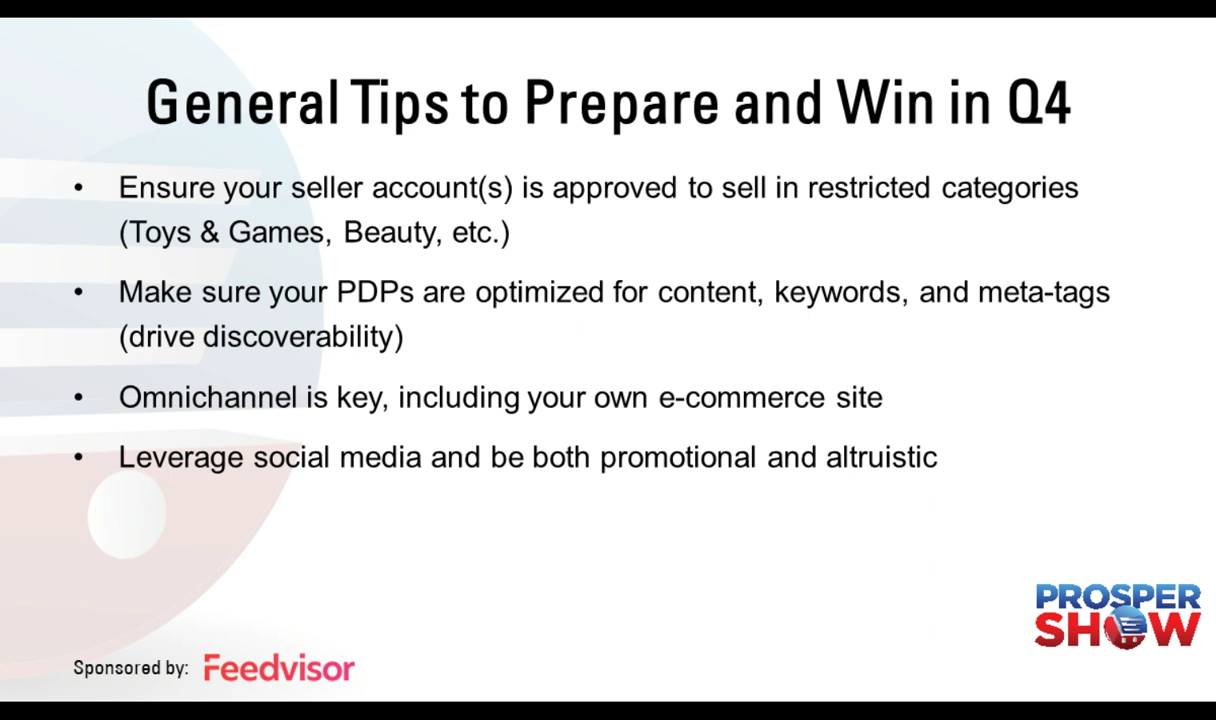 General Tips to Prepare and Win in Q4
• Ensure your seller account(s) is approved to sell in restricted categories
(Toys & Games, Beauty, etc.)
• Make sure your PDPs are optimized for content, keywords, and meta-tags
(drive discoverability)
• Omnichannel is key, including your own e-commerce site
• Leverage social media and be both promotional and altruistic
PROSPER
SHOW
Sponsored by: Feedvisor